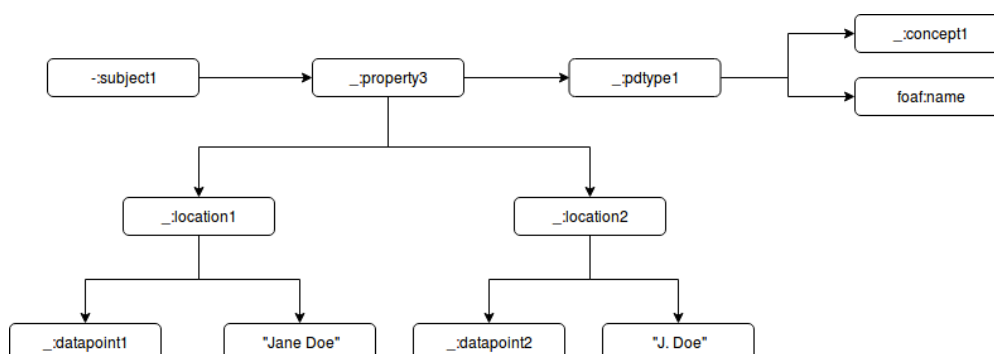 _:concept1
-:subject1
_:property3
_:pdtype1
foaf:name
_:location1
_:location2
_:datapoint1
"Jane Doe"
_:datapoint2
"J. Doe"